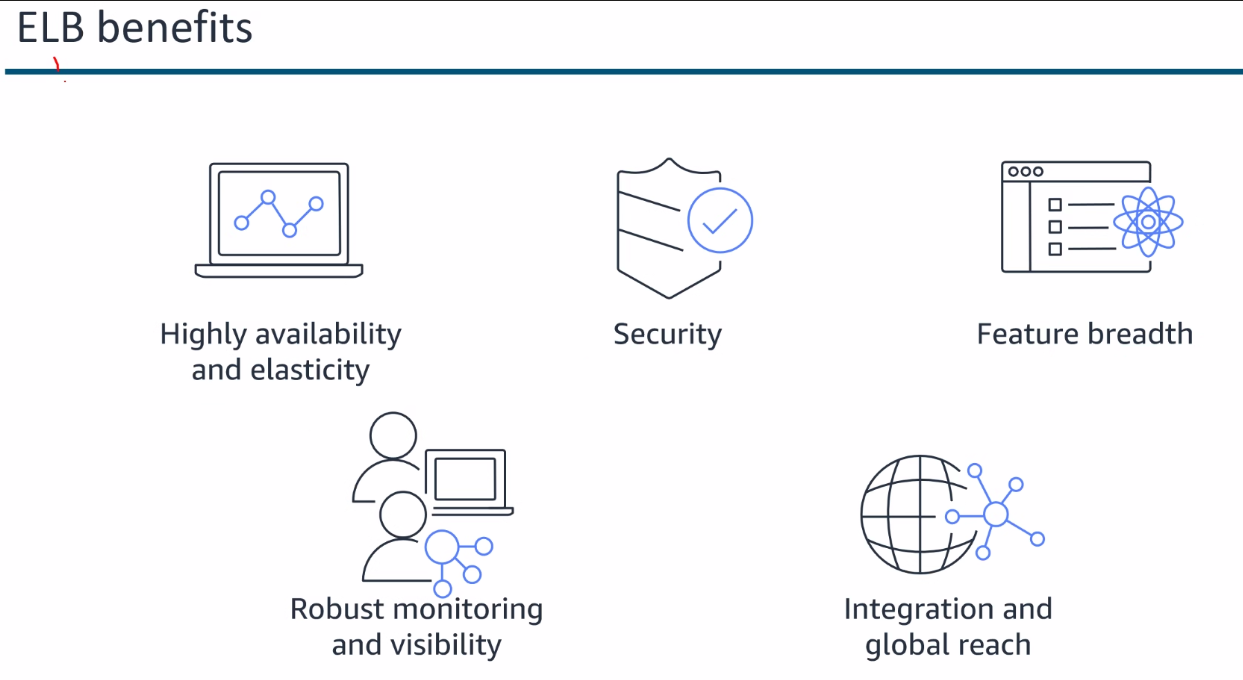 ELB benefits
Highly availability
and elasticity
Security
Feature breadth
Robust monitoring
and visibility
Integration and
global reach